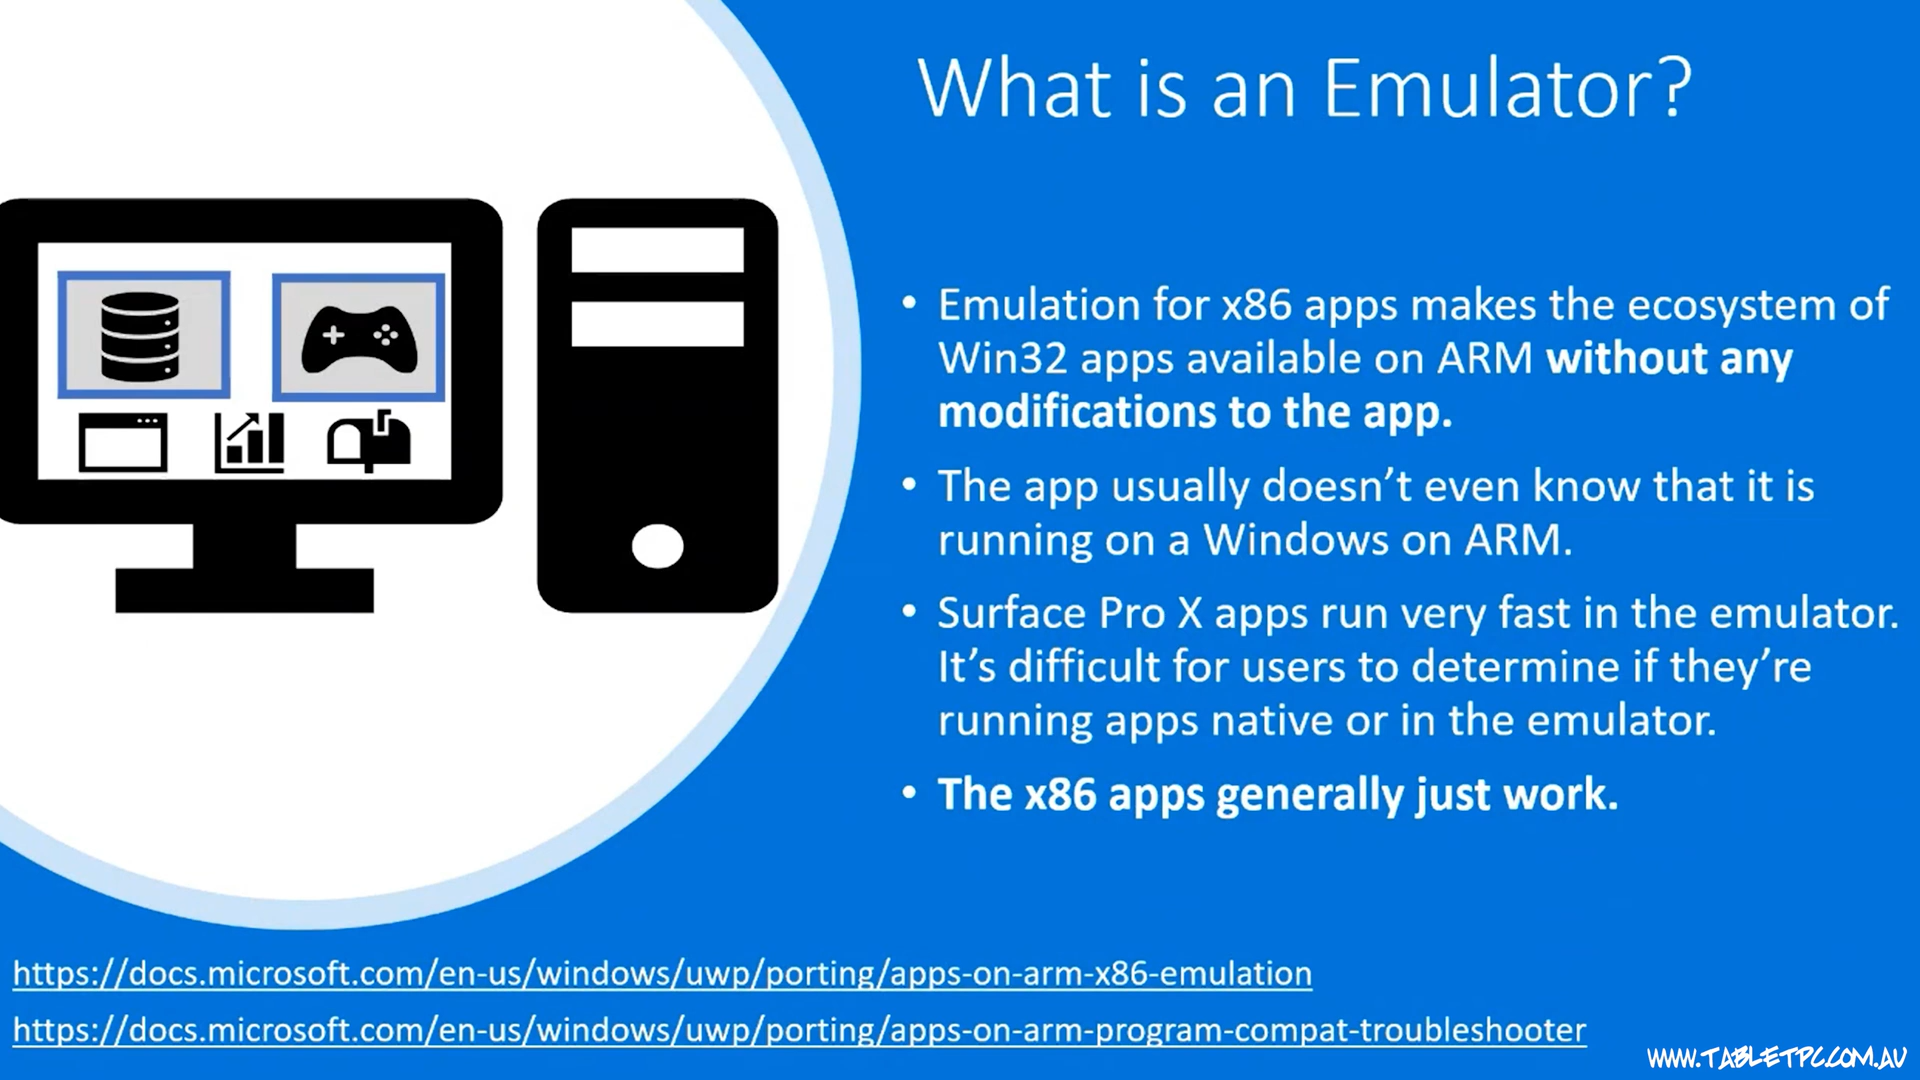 What is an Emulator?
• Emulation for x86 apps makes the ecosystem of
Win32 apps available on ARM without any
modifications to the app.
• The app usually doesn’t even know that it is
running on a Windows on ARM.
• Surface Pro X apps run very fast in the emulator.
It’s difficult for users to determine if they’re
running apps native or in the emulator.
• The x86 apps generally just work.
https://docs.microsoft.com/en-us/windows/uwp/porting/apps-on-arm-x86-emulation
https://docs.microsoft.com/en-us/windows/uwp/porting/apps-on-arm-program-compat-troubleshooter
WWW.TABLETPC.COM.AU